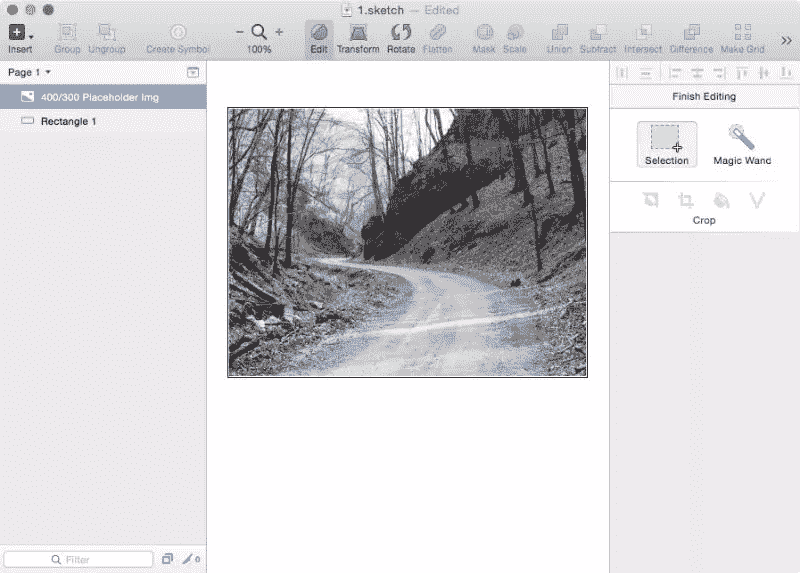 1.sketch — Edited
Insert Group Ungroup Create Symbol 100% Edit Transform Rotate Flatten Mask Scale Union Subtract Intersect Difference Make Grid
Page 1
400/300 Placeholder Img
Rectangle 1
Finish Editing
Selection Magic Wand
Crop
Filter 0